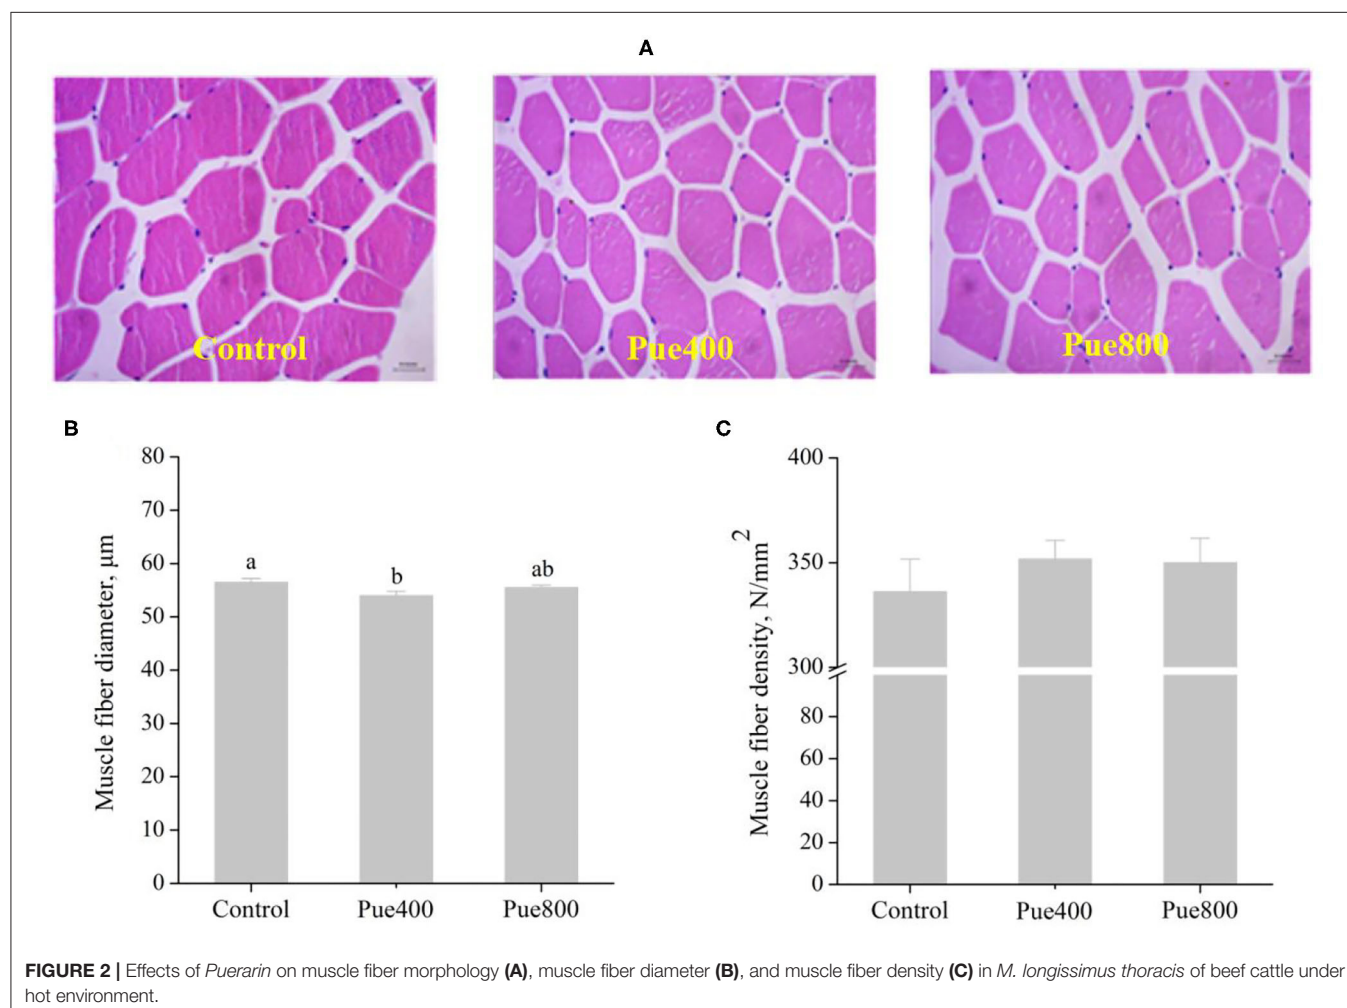 A
Control
Pue400
Pue800
B
80
70
60
50
40
30
20
10
0
Muscle fiber diameter, μm
a
b
ab
Control
Pue400
Pue800
C
400
350
300
80
60
40
20
0
Muscle fiber density, N/mm2
Control
Pue400
Pue800
FIGURE 2 | Effects of Puerarin on muscle fiber morphology (A), muscle fiber diameter (B), and muscle fiber density (C) in M. longissimus thoracis of beef cattle under
hot environment.